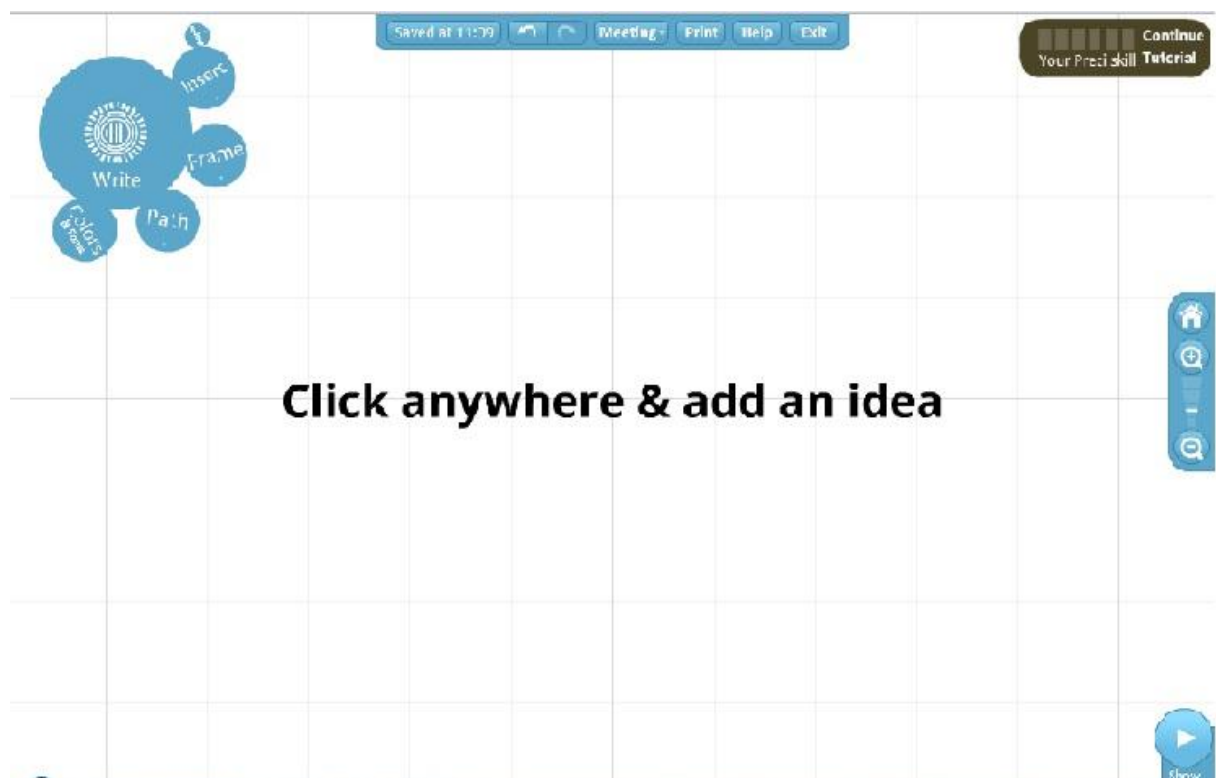 Saved at 11:09 Meeting Print Help Exit
Continue
Your Prezi skill Tutorial
Insert
Frame
Write
Path
Colors
Click anywhere & add an idea
Show